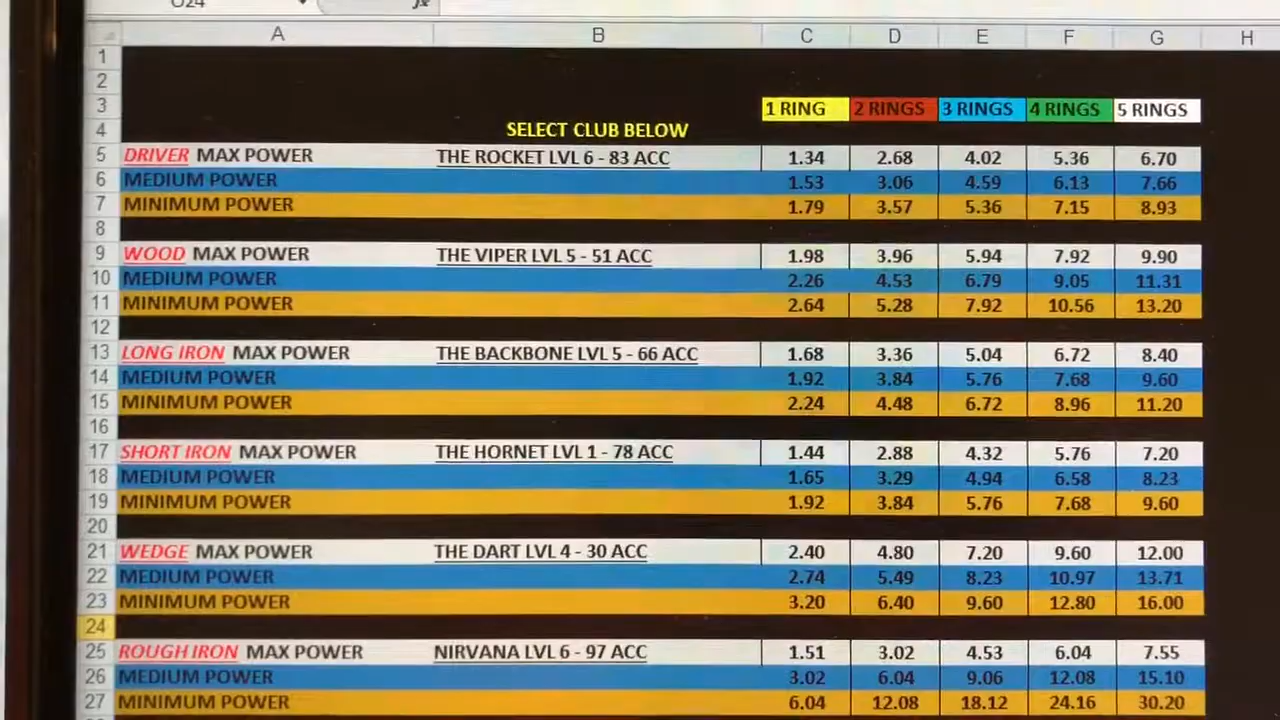 O24 fx
A B C D E F G H
1
2
3 1 RING 2 RINGS 3 RINGS 4 RINGS 5 RINGS
4 SELECT CLUB BELOW
5 DRIVER MAX POWER THE ROCKET LVL 6 - 83 ACC 1.34 2.68 4.02 5.36 6.70
6 MEDIUM POWER 1.53 3.06 4.59 6.13 7.66
7 MINIMUM POWER 1.79 3.57 5.36 7.15 8.93
8
9 WOOD MAX POWER THE VIPER LVL 5 - 51 ACC 1.98 3.96 5.94 7.92 9.90
10 MEDIUM POWER 2.26 4.53 6.79 9.05 11.31
11 MINIMUM POWER 2.64 5.28 7.92 10.56 13.20
12
13 LONG IRON MAX POWER THE BACKBONE LVL 5 - 66 ACC 1.68 3.36 5.04 6.72 8.40
14 MEDIUM POWER 1.92 3.84 5.76 7.68 9.60
15 MINIMUM POWER 2.24 4.48 6.72 8.96 11.20
16
17 SHORT IRON MAX POWER THE HORNET LVL 1 - 78 ACC 1.44 2.88 4.32 5.76 7.20
18 MEDIUM POWER 1.65 3.29 4.94 6.58 8.23
19 MINIMUM POWER 1.92 3.84 5.76 7.68 9.60
20
21 WEDGE MAX POWER THE DART LVL 4 - 30 ACC 2.40 4.80 7.20 9.60 12.00
22 MEDIUM POWER 2.74 5.49 8.23 10.97 13.71
23 MINIMUM POWER 3.20 6.40 9.60 12.80 16.00
24
25 ROUGH IRON MAX POWER NIRVANA LVL 6 - 97 ACC 1.51 3.02 4.53 6.04 7.55
26 MEDIUM POWER 3.02 6.04 9.06 12.08 15.10
27 MINIMUM POWER 6.04 12.08 18.12 24.16 30.20